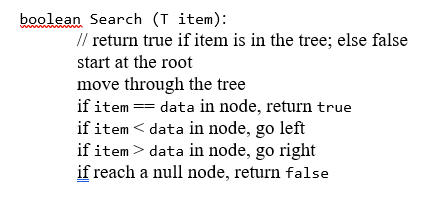 boolean Search (T item):
// return true if item is in the tree; else false
start at the root
move through the tree
if item == data in node, return true
if item < data in node, go left
if item > data in node, go right
if reach a null node, return false